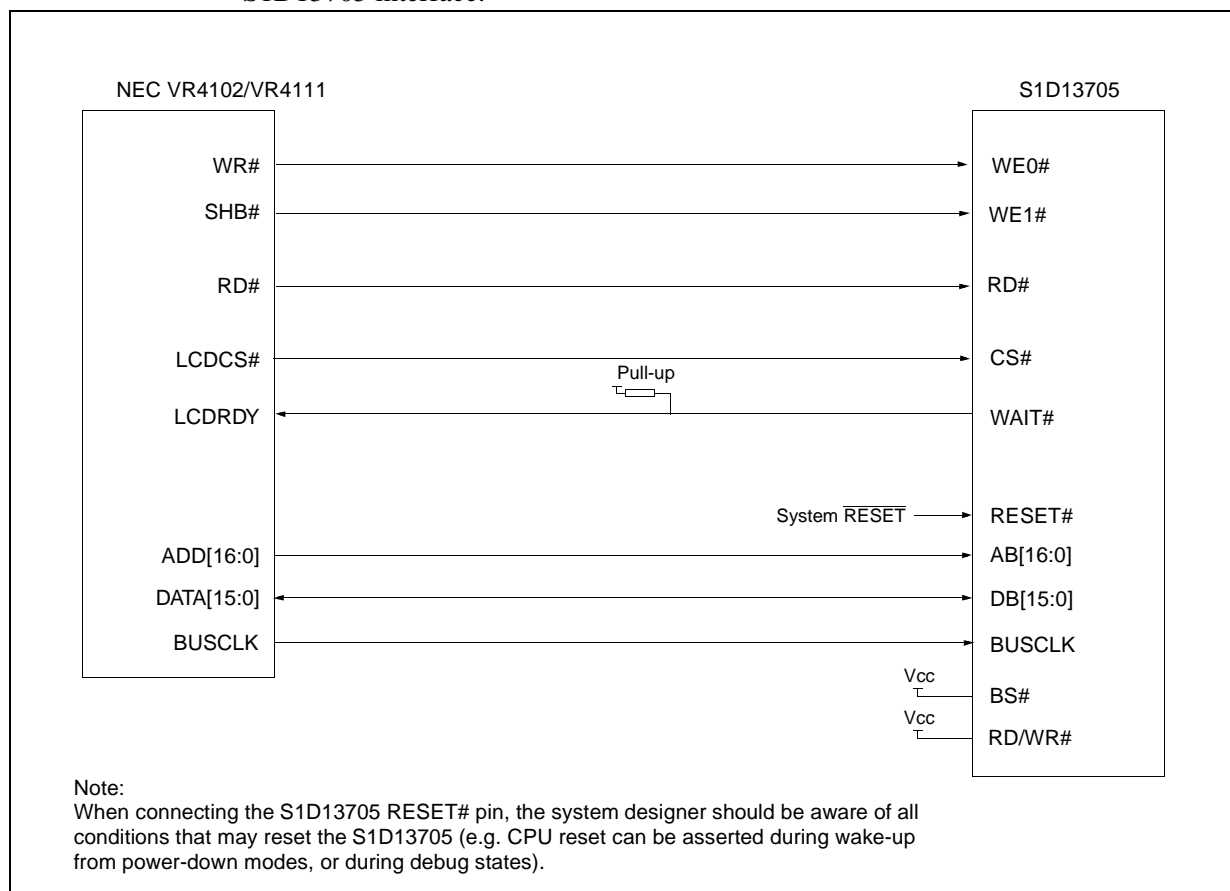 S1D13705 interface.
NEC VR4102/VR4111
S1D13705
WR#
WE0#
SHB#
WE1#
RD#
RD#
LCDCS#
CS#
Pull-up
LCDRDY
WAIT#
System RESET
RESET#
ADD[16:0]
AB[16:0]
DATA[15:0]
DB[15:0]
BUSCLK
BUSCLK
Vcc
BS#
Vcc
RD/WR#
Note:
When connecting the S1D13705 RESET# pin, the system designer should be aware of all
conditions that may reset the S1D13705 (e.g. CPU reset can be asserted during wake-up
from power-down modes, or during debug states).